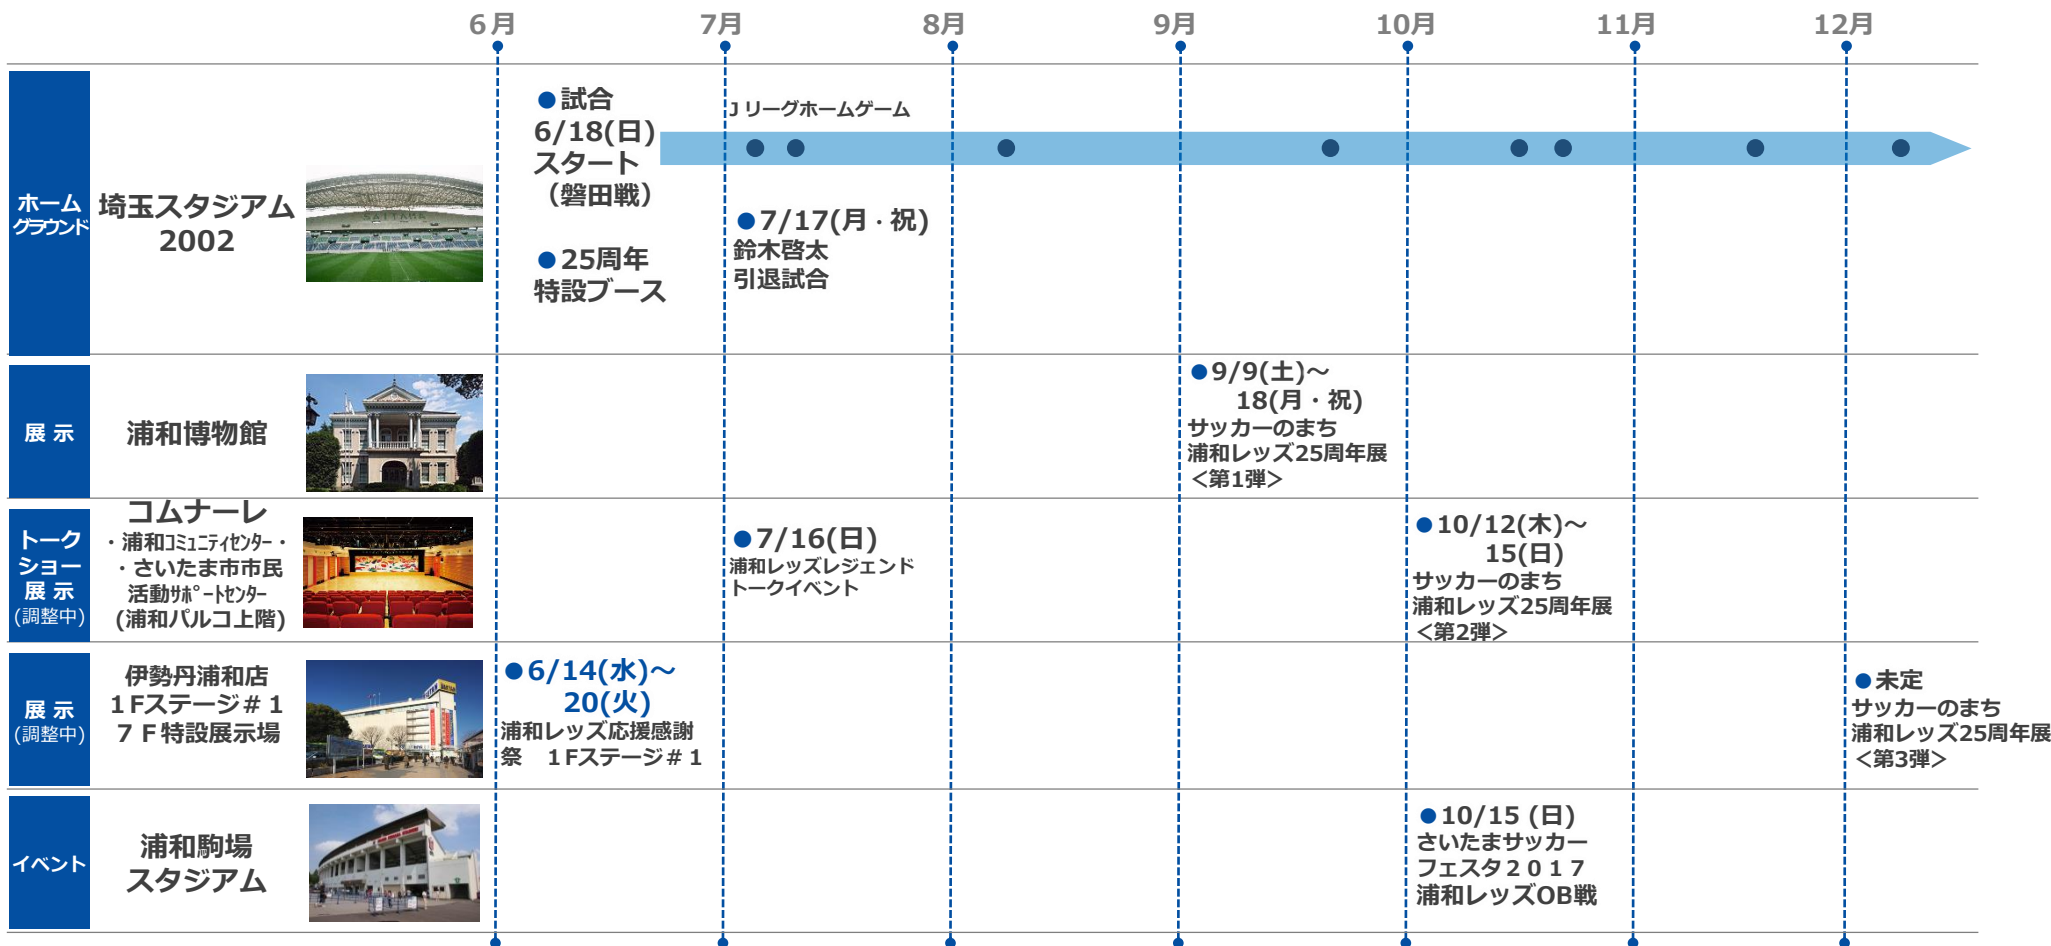 6月 7月 8月 9月 10月 11月 12月
ホーム
グラウンド
埼玉スタジアム
2002
●試合
6/18(日)
スタート
（磐田戦）
●25周年
特設ブース
Jリーグホームゲーム
●7/17(月・祝)
鈴木啓太
引退試合
展 示
浦和博物館
●9/9(土)～
18(月・祝)
サッカーのまち
浦和レッズ25周年展
＜第1弾＞
トーク
ショー
展 示
(調整中)
コムナーレ
・浦和コミュニティセンター・
・さいたま市市民
活動サポートセンター
(浦和パルコ上階)
●7/16(日)
浦和レッズレジェンド
トークイベント
●10/12(木)～
15(日)
サッカーのまち
浦和レッズ25周年展
＜第2弾＞
展 示
(調整中)
伊勢丹浦和店
1Fステージ＃1
７Ｆ特設展示場
●6/14(水)～
20(火)
浦和レッズ応援感謝
祭　1Fステージ＃1
●未定
サッカーのまち
浦和レッズ25周年展
＜第3弾＞
イベント
浦和駒場
スタジアム
●10/15 (日)
さいたまサッカー
フェスタ２０１７
浦和レッズOB戦